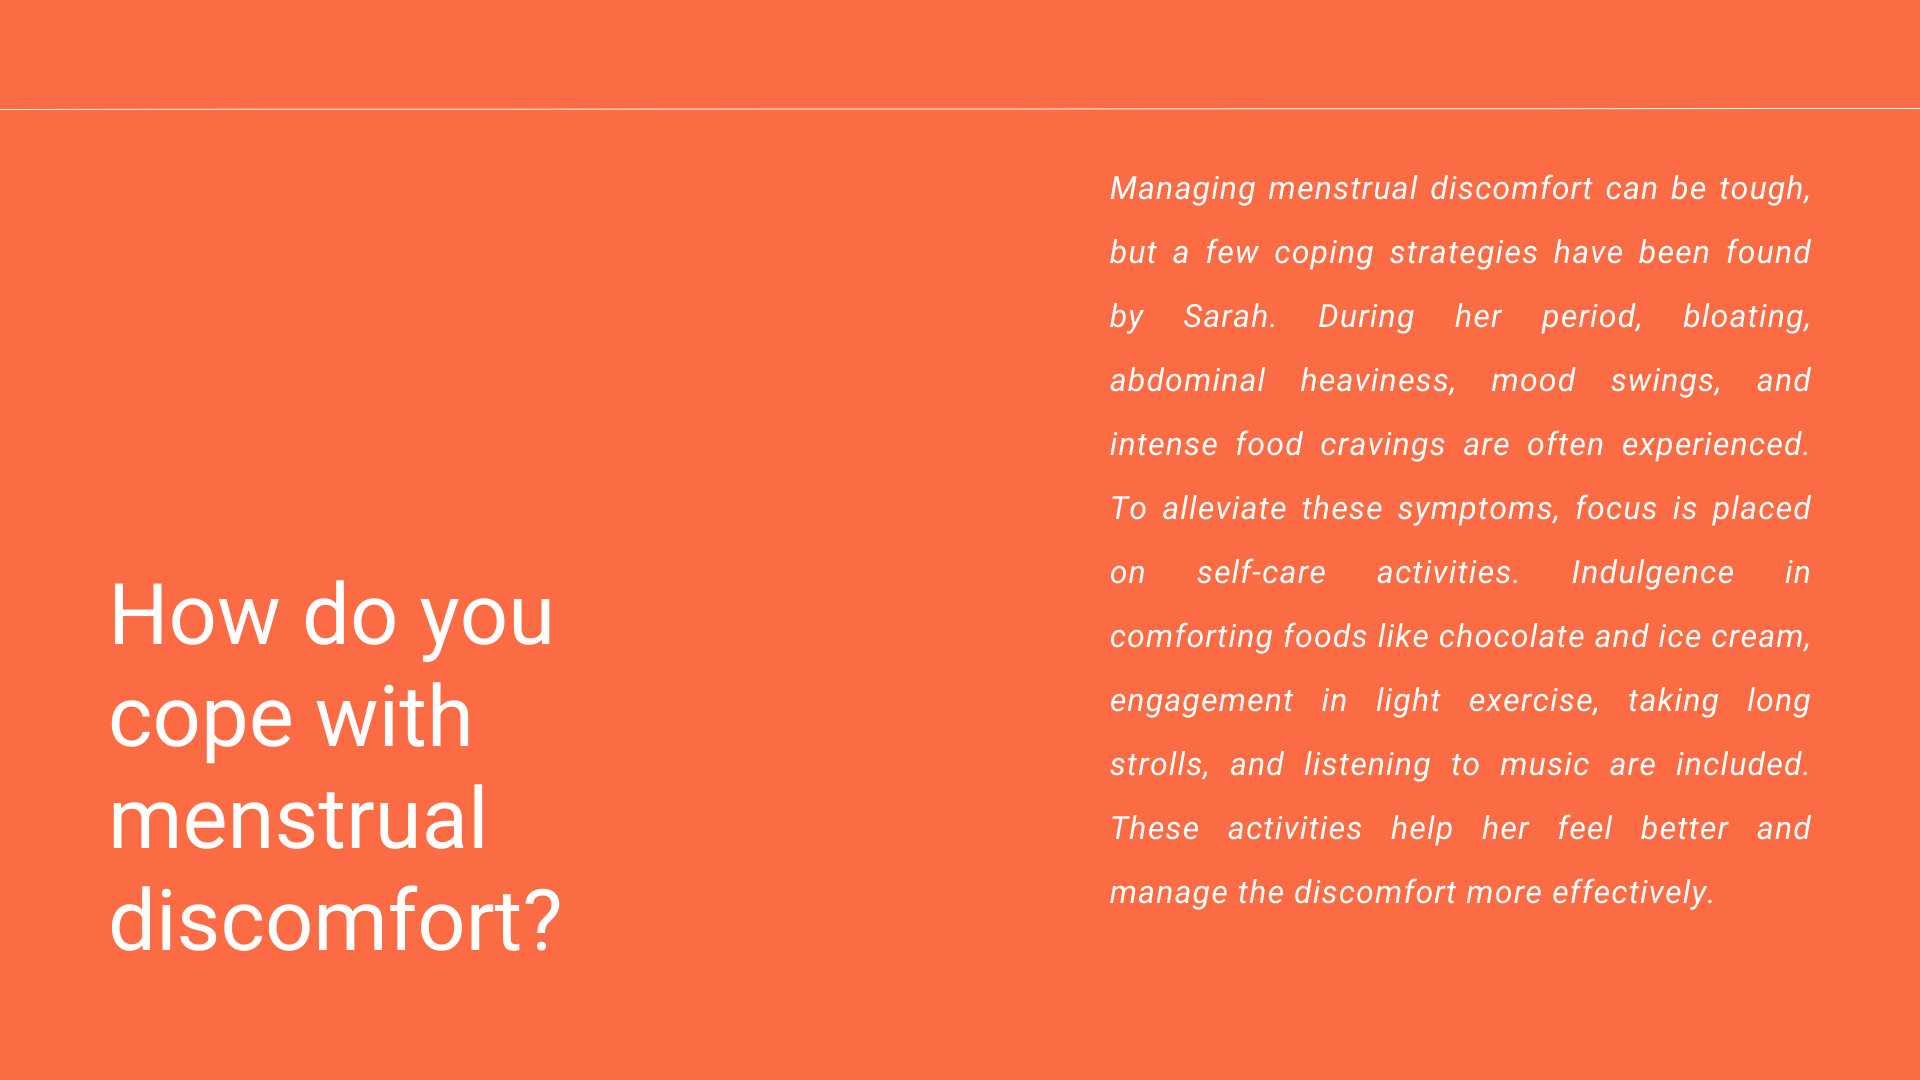 How do you
cope with
menstrual
discomfort?
Managing menstrual discomfort can be tough,
but a few coping strategies have been found
by Sarah. During her period, bloating,
abdominal heaviness, mood swings, and
intense food cravings are often experienced.
To alleviate these symptoms, focus is placed
on self-care activities. Indulgence in
comforting foods like chocolate and ice cream,
engagement in light exercise, taking long
strolls, and listening to music are included.
These activities help her feel better and
manage the discomfort more effectively.